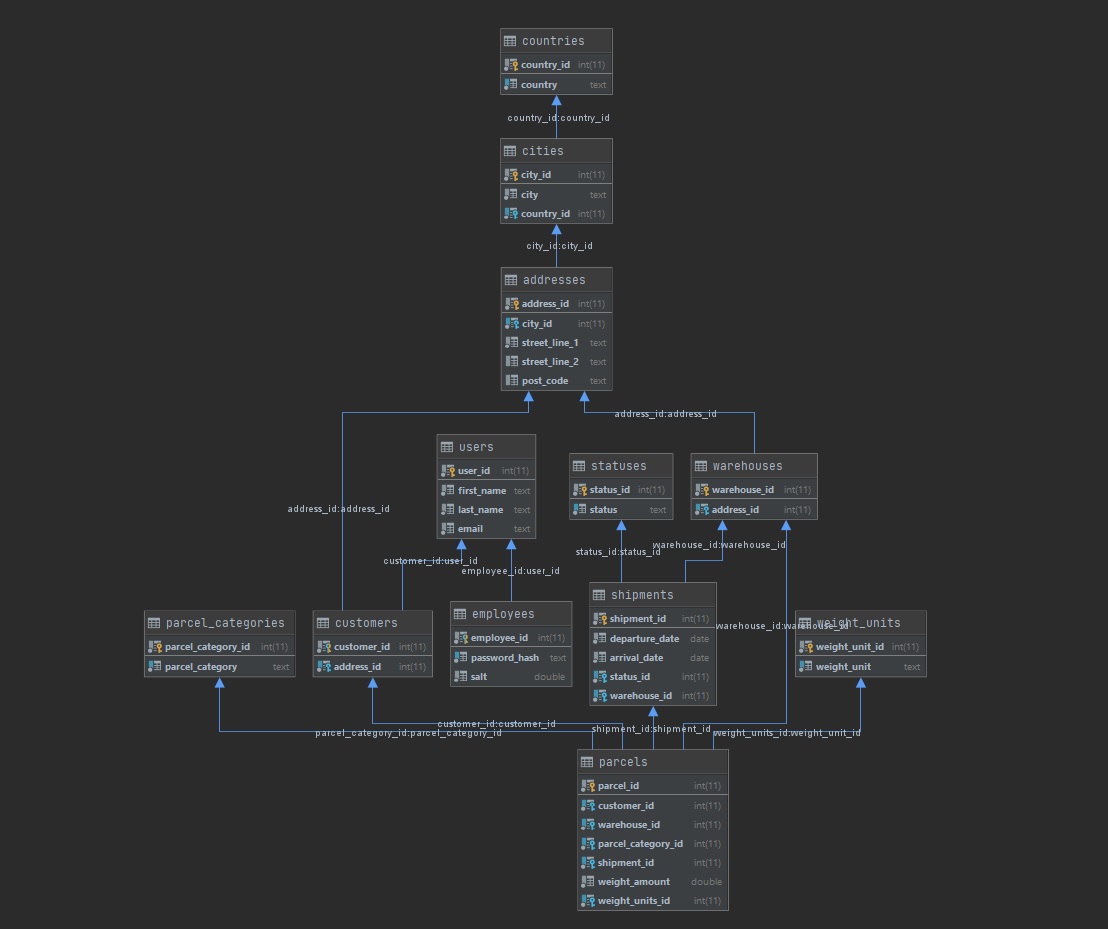 countries
country_id int(11)
country text
country_id:country_id
cities
city_id int(11)
city text
country_id int(11)
city_id:city_id
addresses
address_id int(11)
city_id int(11)
street_line_1 text
street_line_2 text
post_code text
address_id:address_id
users
user_id int(11)
first_name text
last_name text
email text
statuses
status_id int(11)
status text
warehouses
warehouse_id int(11)
address_id int(11)
address_id:address_id
customer_id:user_id
employee_id:user_id
status_id:status_id
warehouse_id:warehouse_id
parcel_categories
parcel_category_id int(11)
parcel_category text
customers
customer_id int(11)
address_id int(11)
employees
employee_id int(11)
password_hash text
salt double
shipments
shipment_id int(11)
departure_date date
arrival_date date
status_id int(11)
warehouse_id int(11)
warehouse_id:warehouse_id
weight_units
weight_unit_id int(11)
weight_unit text
customer_id:customer_id
parcel_category_id:parcel_category_id
shipment_id:shipment_id
weight_units_id:weight_unit_id
parcels
parcel_id int(11)
customer_id int(11)
warehouse_id int(11)
parcel_category_id int(11)
shipment_id int(11)
weight_amount double
weight_units_id int(11)